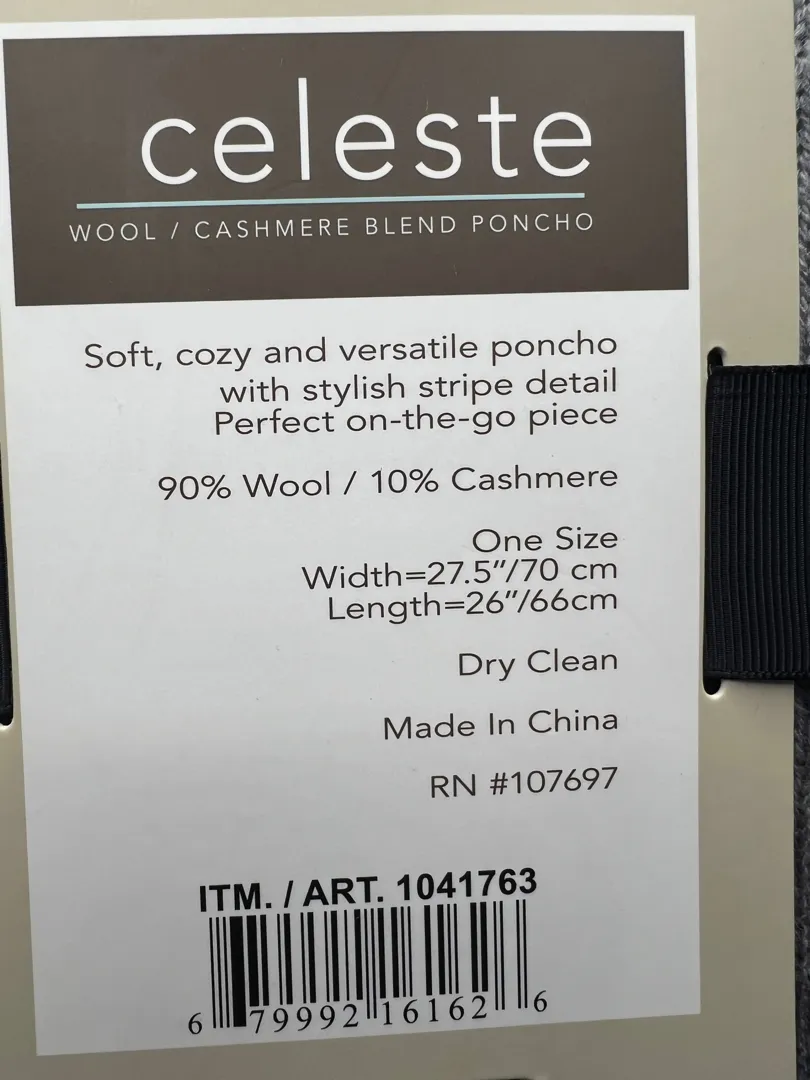 celeste
WOOL / CASHMERE BLEND PONCHO
Soft, cozy and versatile poncho
with stylish stripe detail
Perfect on-the-go piece
90% Wool / 10% Cashmere
One Size
Width=27.5"/70 cm
Length=26"/66cm
Dry Clean
Made In China
RN #107697
ITM. / ART. 1041763
6 79992 16162 6